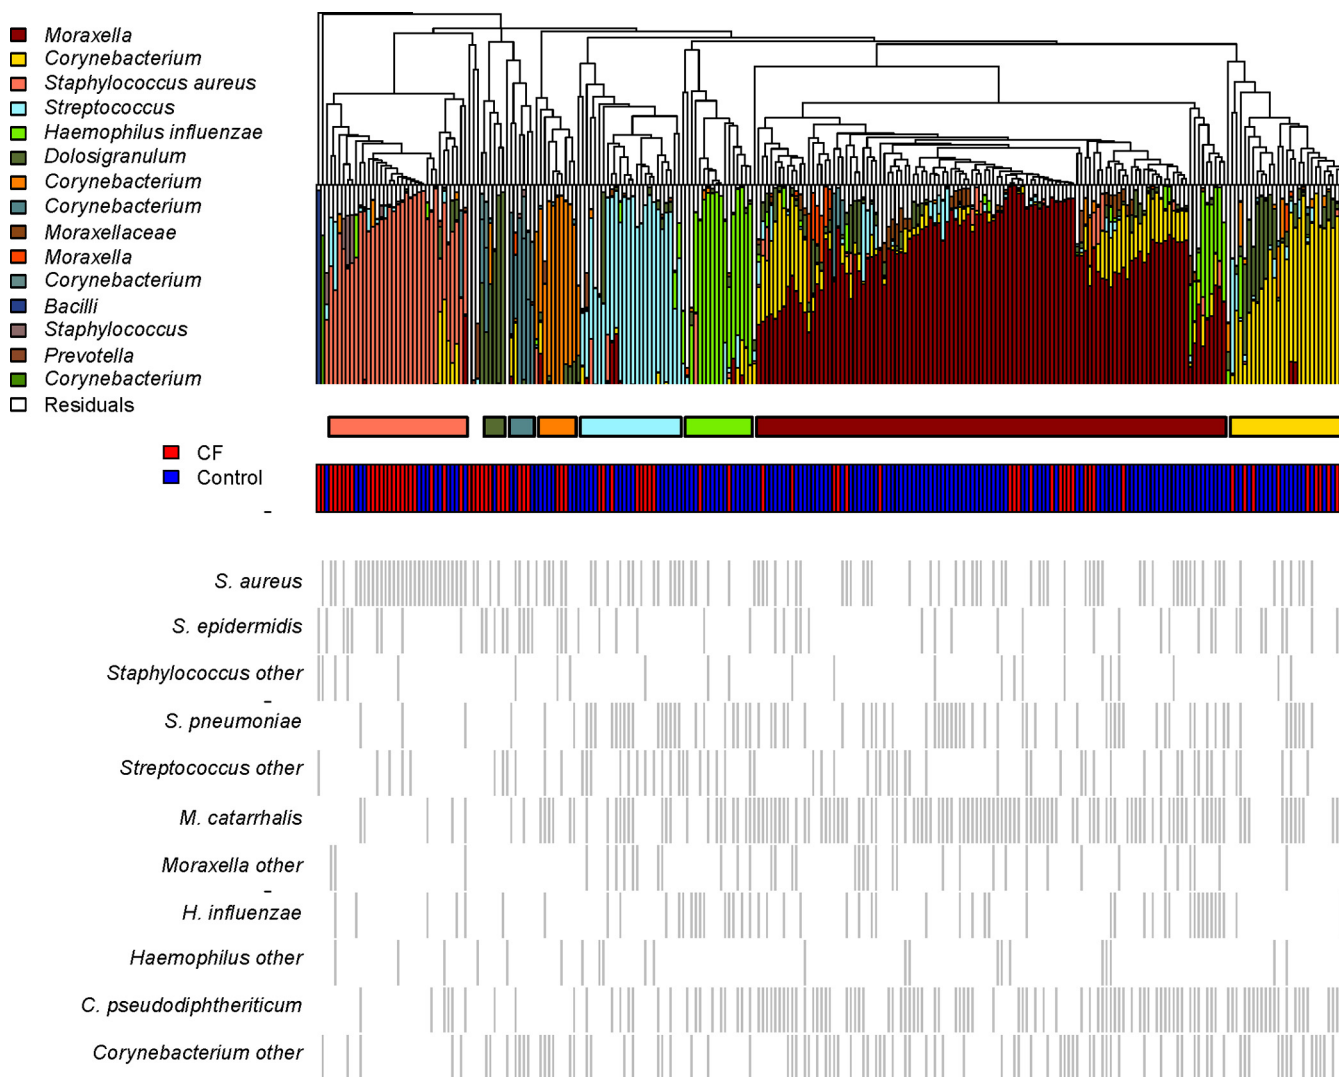 Moraxella
Corynebacterium
Staphylococcus aureus
Streptococcus
Haemophilus influenzae
Dolosigranulum
Corynebacterium
Corynebacterium
Moraxellaceae
Moraxella
Corynebacterium
Bacilli
Staphylococcus
Prevotella
Corynebacterium
Residuals
CF
Control
S. aureus
S. epidermidis
Staphylococcus other
S. pneumoniae
Streptococcus other
M. catarrhalis
Moraxella other
H. influenzae
Haemophilus other
C. pseudodiphtheriticum
Corynebacterium other